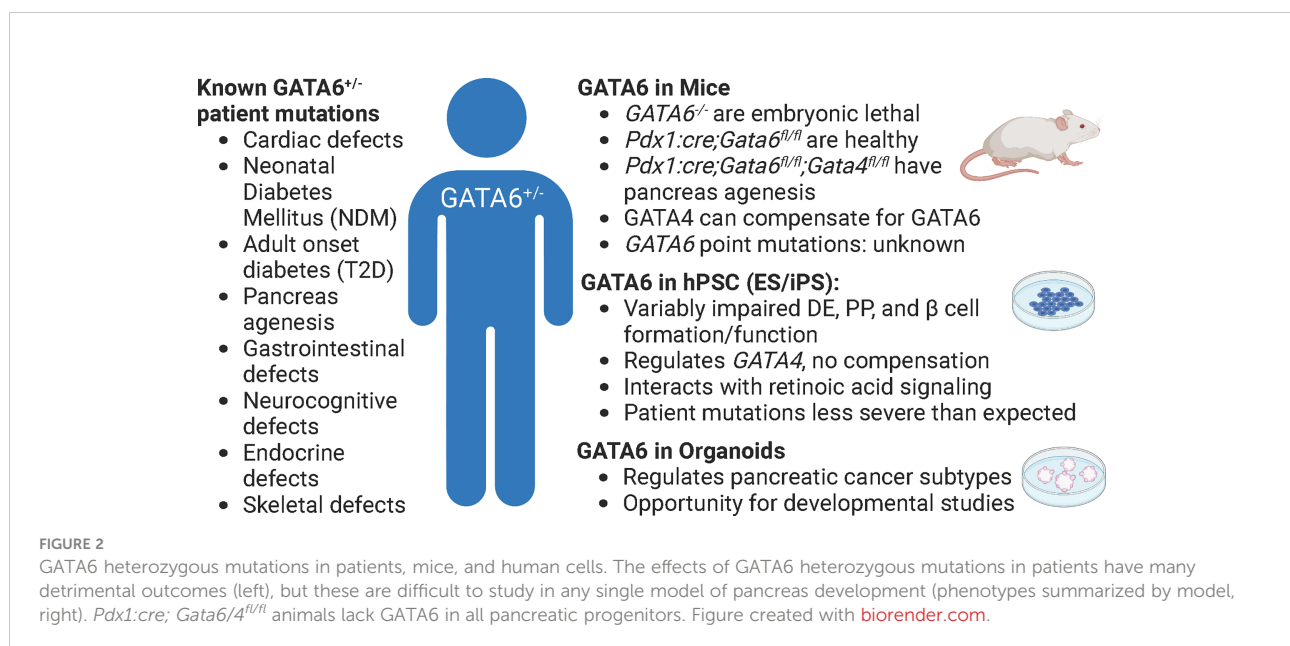 Known GATA6+/-
patient mutations
• Cardiac defects
• Neonatal
Diabetes
Mellitus (NDM)
• Adult onset
diabetes (T2D)
• Pancreas
agenesis
• Gastrointestinal
defects
• Neurocognitive
defects
• Endocrine
defects
• Skeletal defects
GATA6+/-
GATA6 in Mice
• GATA6-/- are embryonic lethal
• Pdx1:cre;Gata6fl/fl are healthy
• Pdx1:cre;Gata6fl/fl;Gata4fl/fl have
pancreas agenesis
• GATA4 can compensate for GATA6
• GATA6 point mutations: unknown
GATA6 in hPSC (ES/iPS):
• Variably impaired DE, PP, and β cell
formation/function
• Regulates GATA4, no compensation
• Interacts with retinoic acid signaling
• Patient mutations less severe than expected
GATA6 in Organoids
• Regulates pancreatic cancer subtypes
• Opportunity for developmental studies
FIGURE 2
GATA6 heterozygous mutations in patients, mice, and human cells. The effects of GATA6 heterozygous mutations in patients have many
detrimental outcomes (left), but these are difficult to study in any single model of pancreas development (phenotypes summarized by model,
right). Pdx1:cre; Gata6/4fl/fl animals lack GATA6 in all pancreatic progenitors. Figure created with biorender.com.